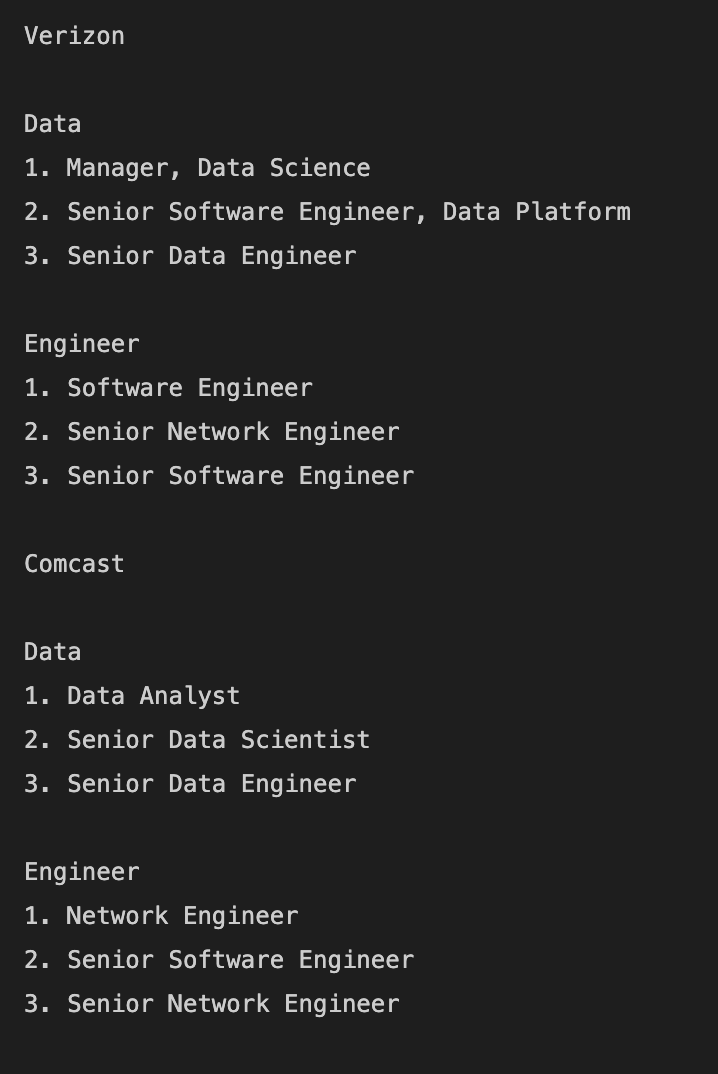 Verizon
Data
1. Manager, Data Science
2. Senior Software Engineer, Data Platform
3. Senior Data Engineer
Engineer
1. Software Engineer
2. Senior Network Engineer
3. Senior Software Engineer
Comcast
Data
1. Data Analyst
2. Senior Data Scientist
3. Senior Data Engineer
Engineer
1. Network Engineer
2. Senior Software Engineer
3. Senior Network Engineer